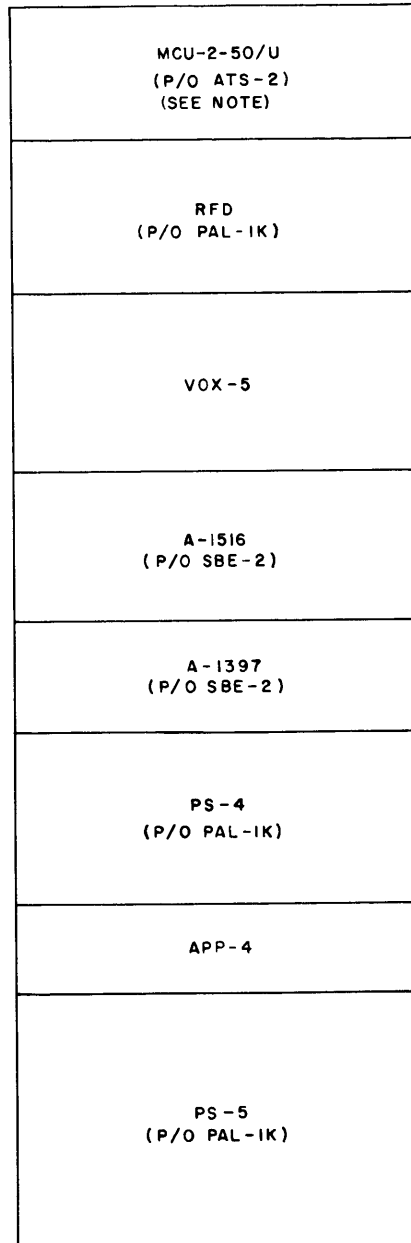 MCU-2-50/U
(P/O ATS-2)
(SEE NOTE)
RFD
(P/O PAL-1K)
VOX-5
A-1516
(P/O SBE-2)
A-1397
(P/O SBE-2)
PS-4
(P/O PAL-1K)
APP-4
PS-5
(P/O PAL-1K)